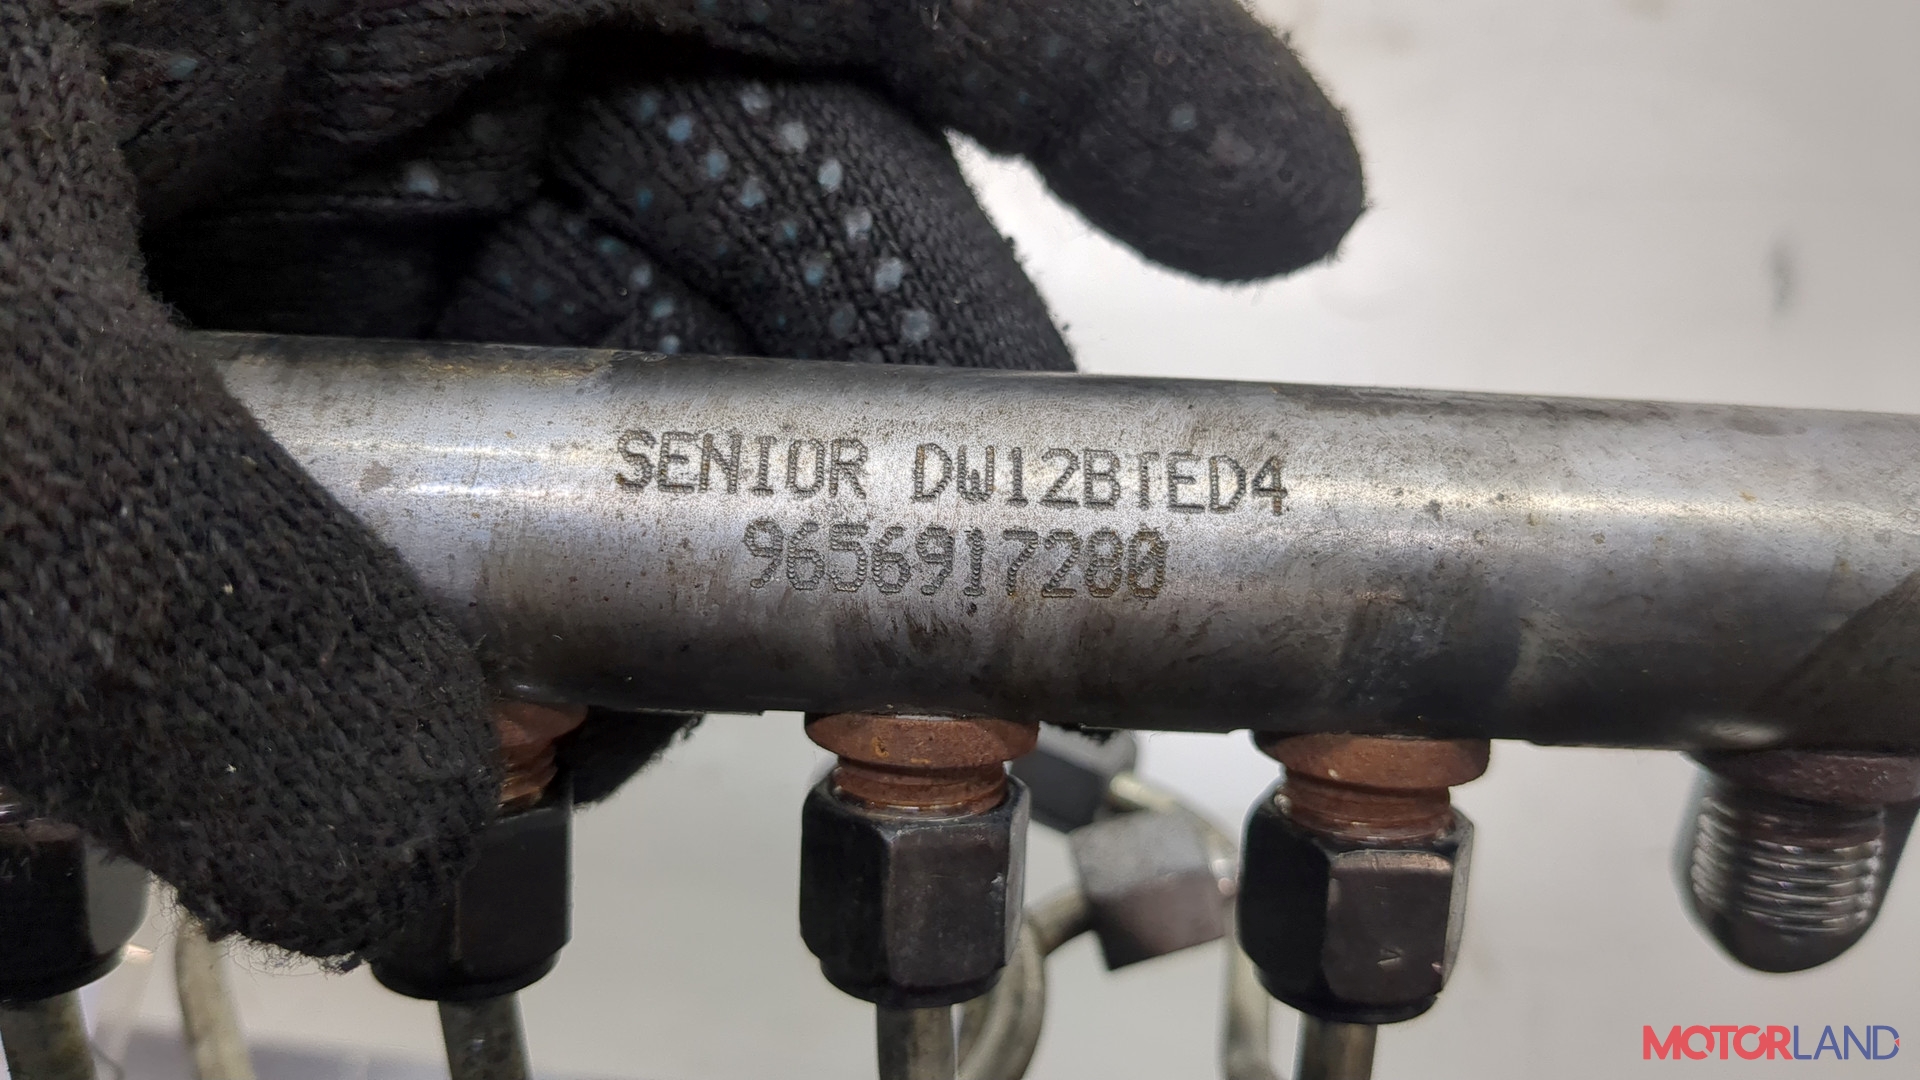 SENIOR DW12BTED4
9656917280
MOTORLAND